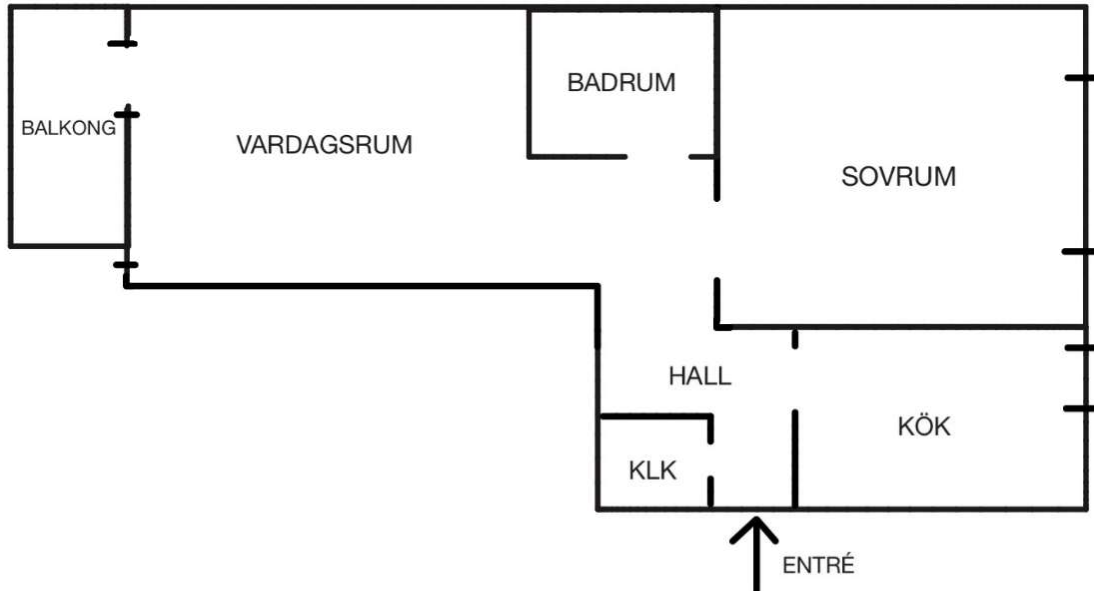 BADRUM
BALKONG
VARDAGSRUM
SOVRUM
HALL
KÖK
KLK
ENTRÉ